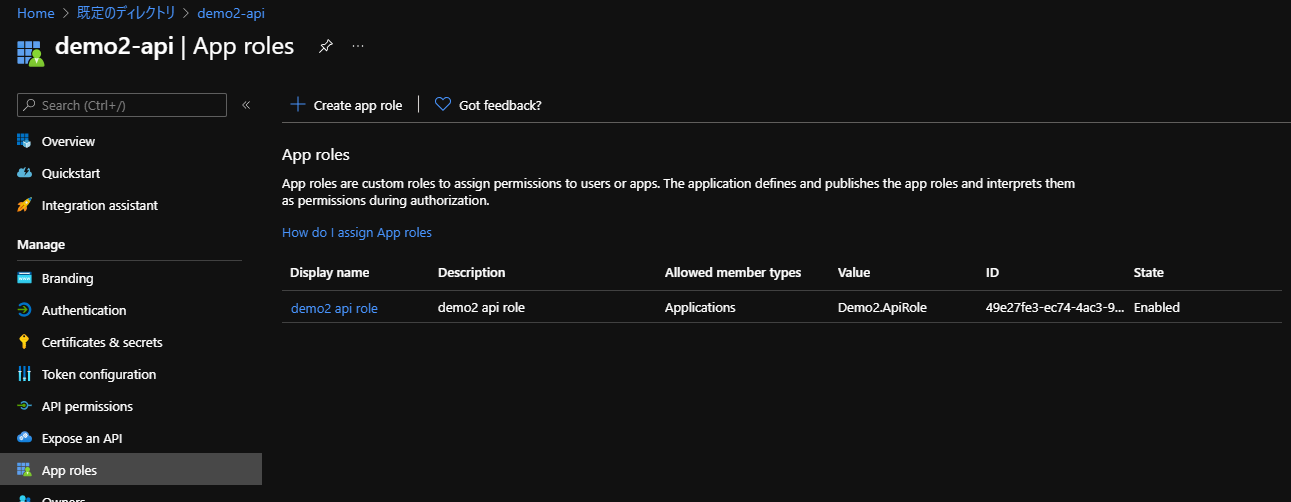 Home > 既定のディレクトリ > demo2-api
demo2-api | App roles
Search (Ctrl+/)
Overview
Quickstart
Integration assistant
Manage
Branding
Authentication
Certificates & secrets
Token configuration
API permissions
Expose an API
App roles
Owners
Create app role | Got feedback?
App roles
App roles are custom roles to assign permissions to users or apps. The application defines and publishes the app roles and interprets them
as permissions during authorization.
How do I assign App roles
Display name Description Allowed member types Value ID State
demo2 api role demo2 api role Applications Demo2.ApiRole 49e27fe3-ec74-4ac3-9... Enabled